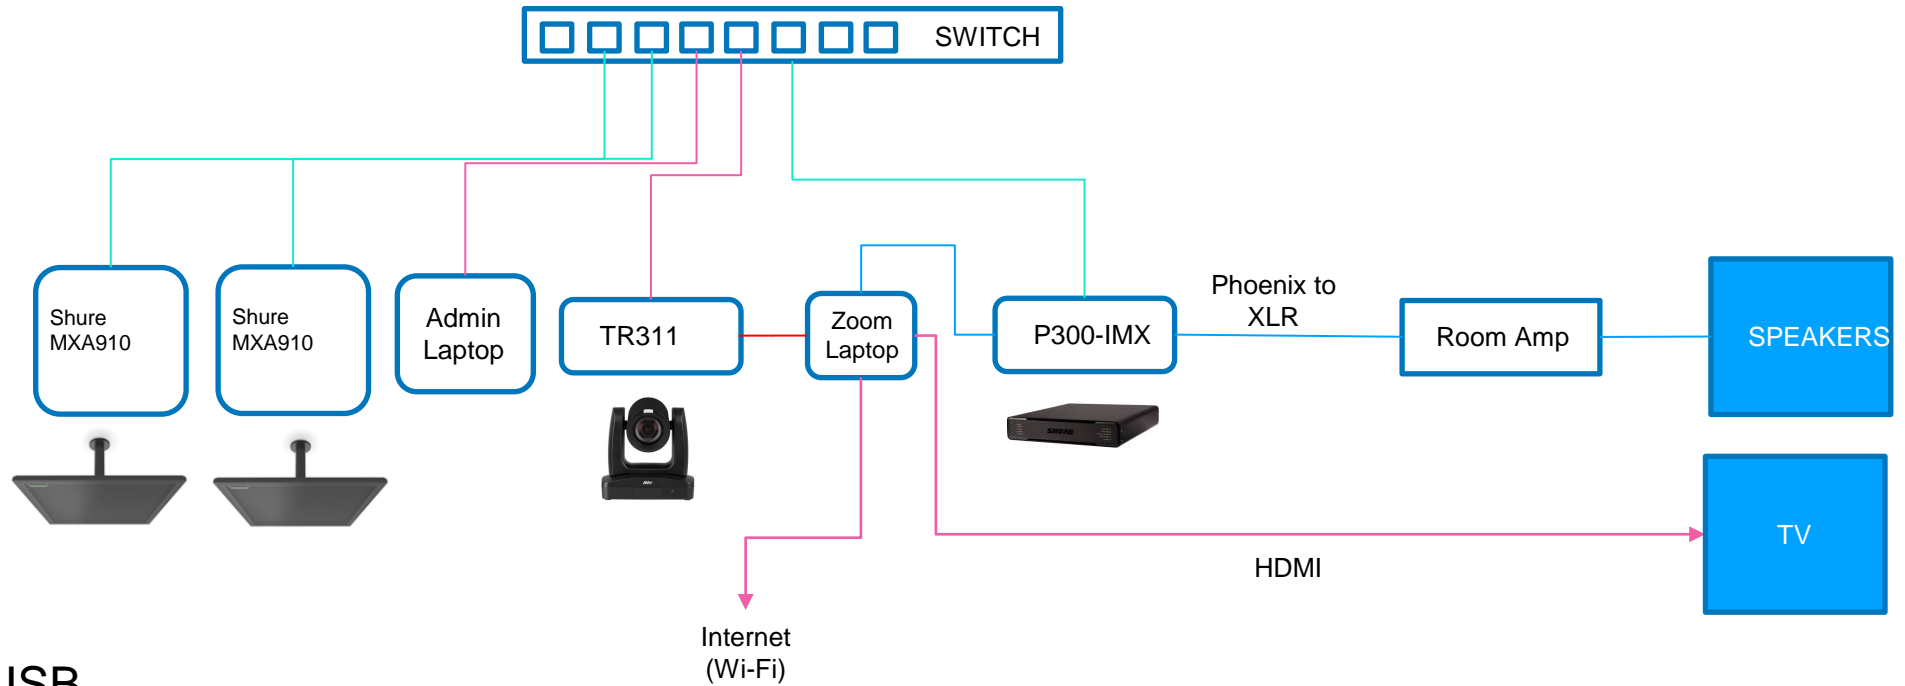 SWITCH
Shure
MXA910
Shure
MXA910
Admin
Laptop
TR311
Zoom
Laptop
P300-IMX
Phoenix to
XLR
Room Amp
SPEAKERS
SHURE
TV
HDMI
Internet
(Wi-Fi)